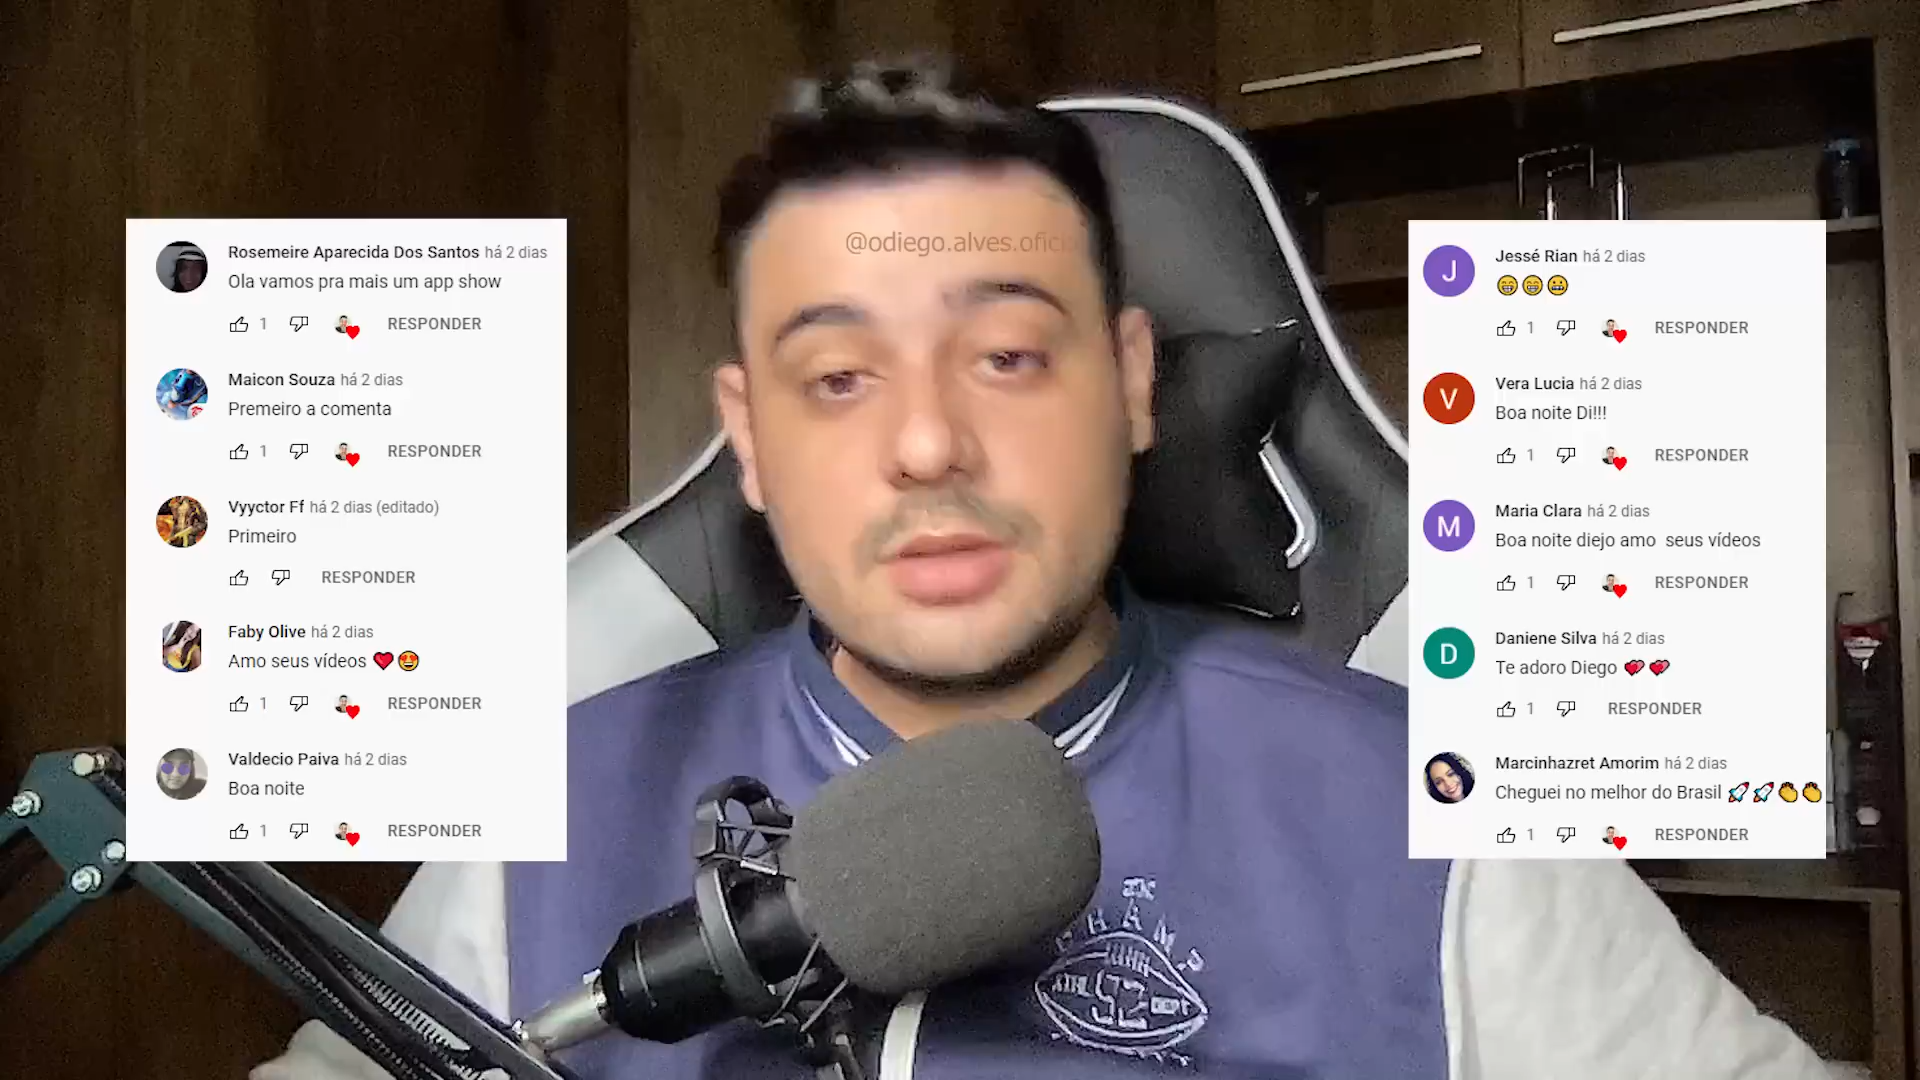 @odiego.alves.ofici
Rosemeire Aparecida Dos Santos há 2 dias
Ola vamos pra mais um app show
1 RESPONDER
Maicon Souza há 2 dias
Premeiro a comenta
1 RESPONDER
Vyyctor Ff há 2 dias (editado)
Primeiro
RESPONDER
Faby Olive há 2 dias
Amo seus vídeos ❤️😍
1 RESPONDER
Valdecio Paiva há 2 dias
Boa noite
1 RESPONDER
J
Jessé Rian há 2 dias
😁😁😬
1 RESPONDER
V
Vera Lucia há 2 dias
Boa noite Di!!!
1 RESPONDER
M
Maria Clara há 2 dias
Boa noite diejo amo seus vídeos
1 RESPONDER
D
Daniene Silva há 2 dias
Te adoro Diego 💞💞
1 RESPONDER
Marcinhazret Amorim há 2 dias
Cheguei no melhor do Brasil 🚀🚀👏👏
1 RESPONDER
52